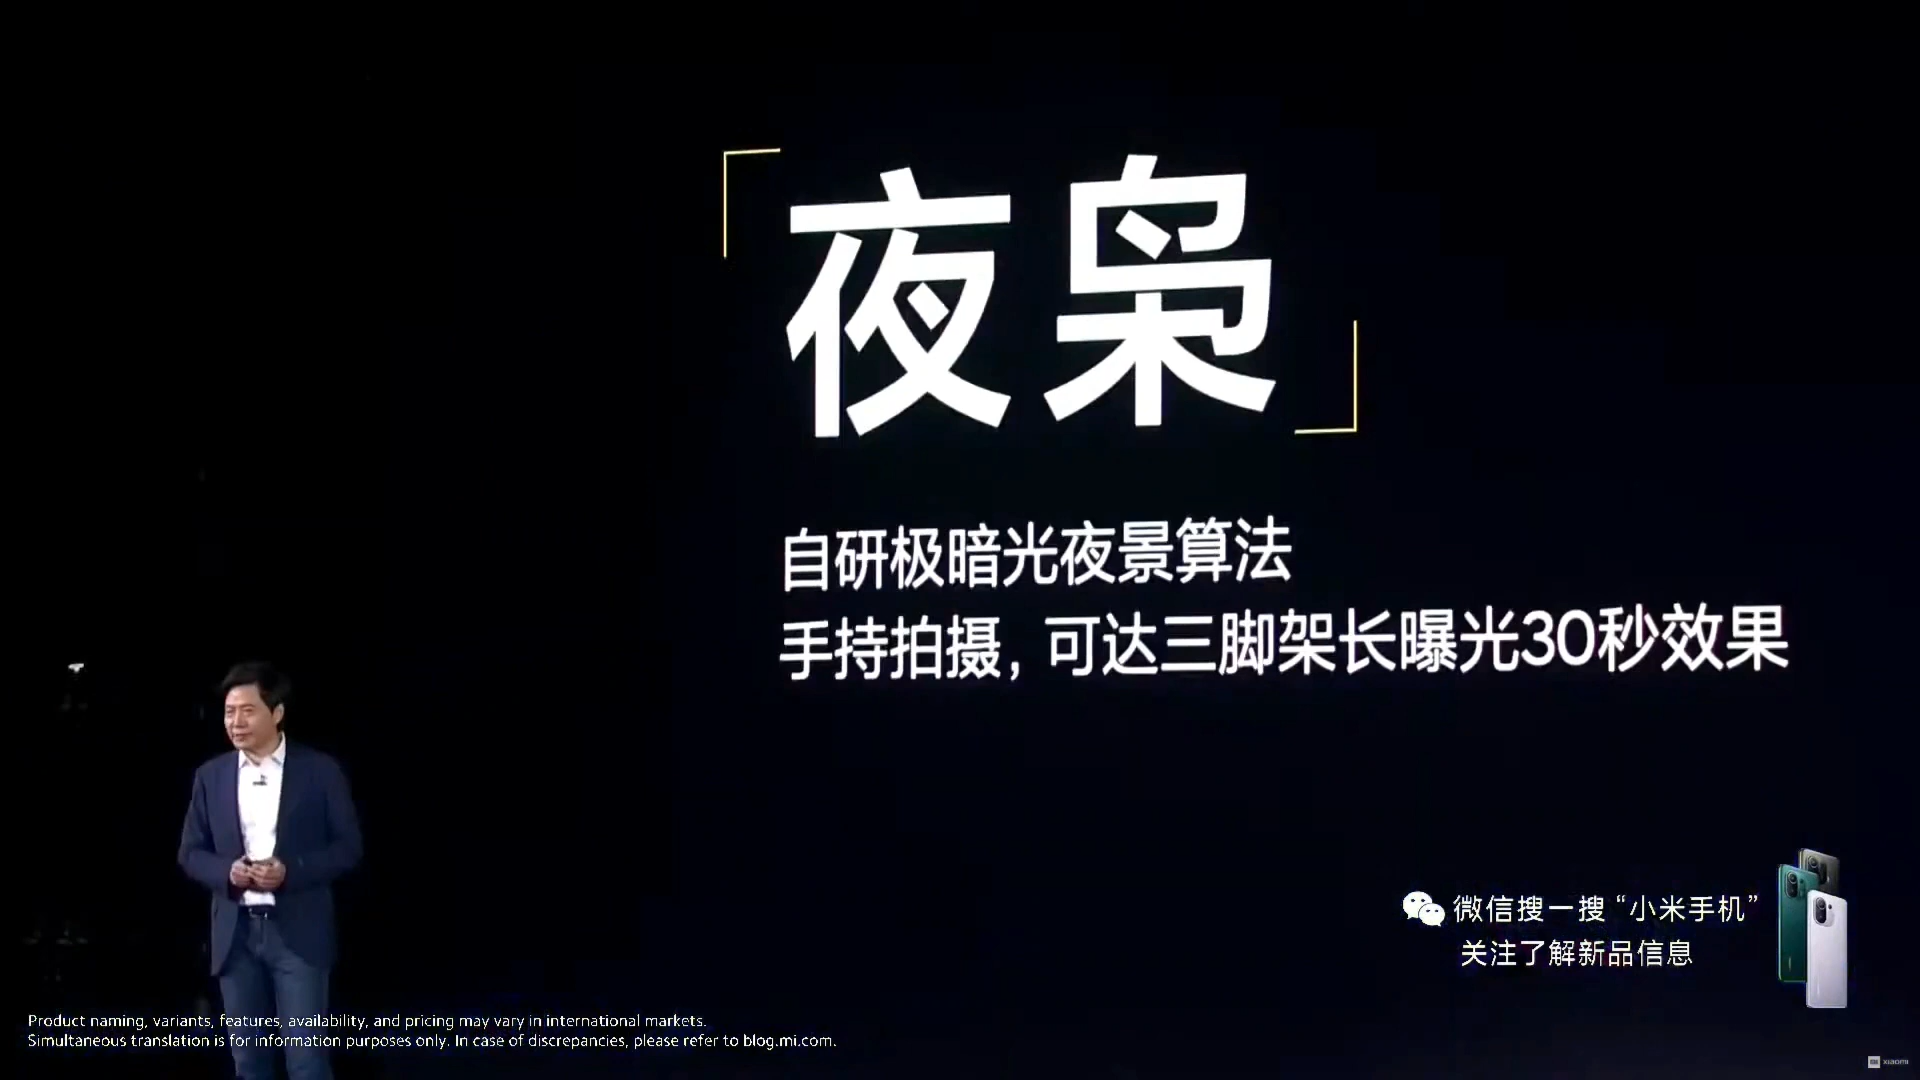 夜枭
自研极暗光夜景算法
手持拍摄，可达三脚架长曝光30秒效果
微信搜一搜“小米手机”
关注了解新品信息
Product naming, variants, features, availability, and pricing may vary in international markets.
Simultaneous translation is for information purposes only. In case of discrepancies, please refer to blog.mi.com.
xiaomi